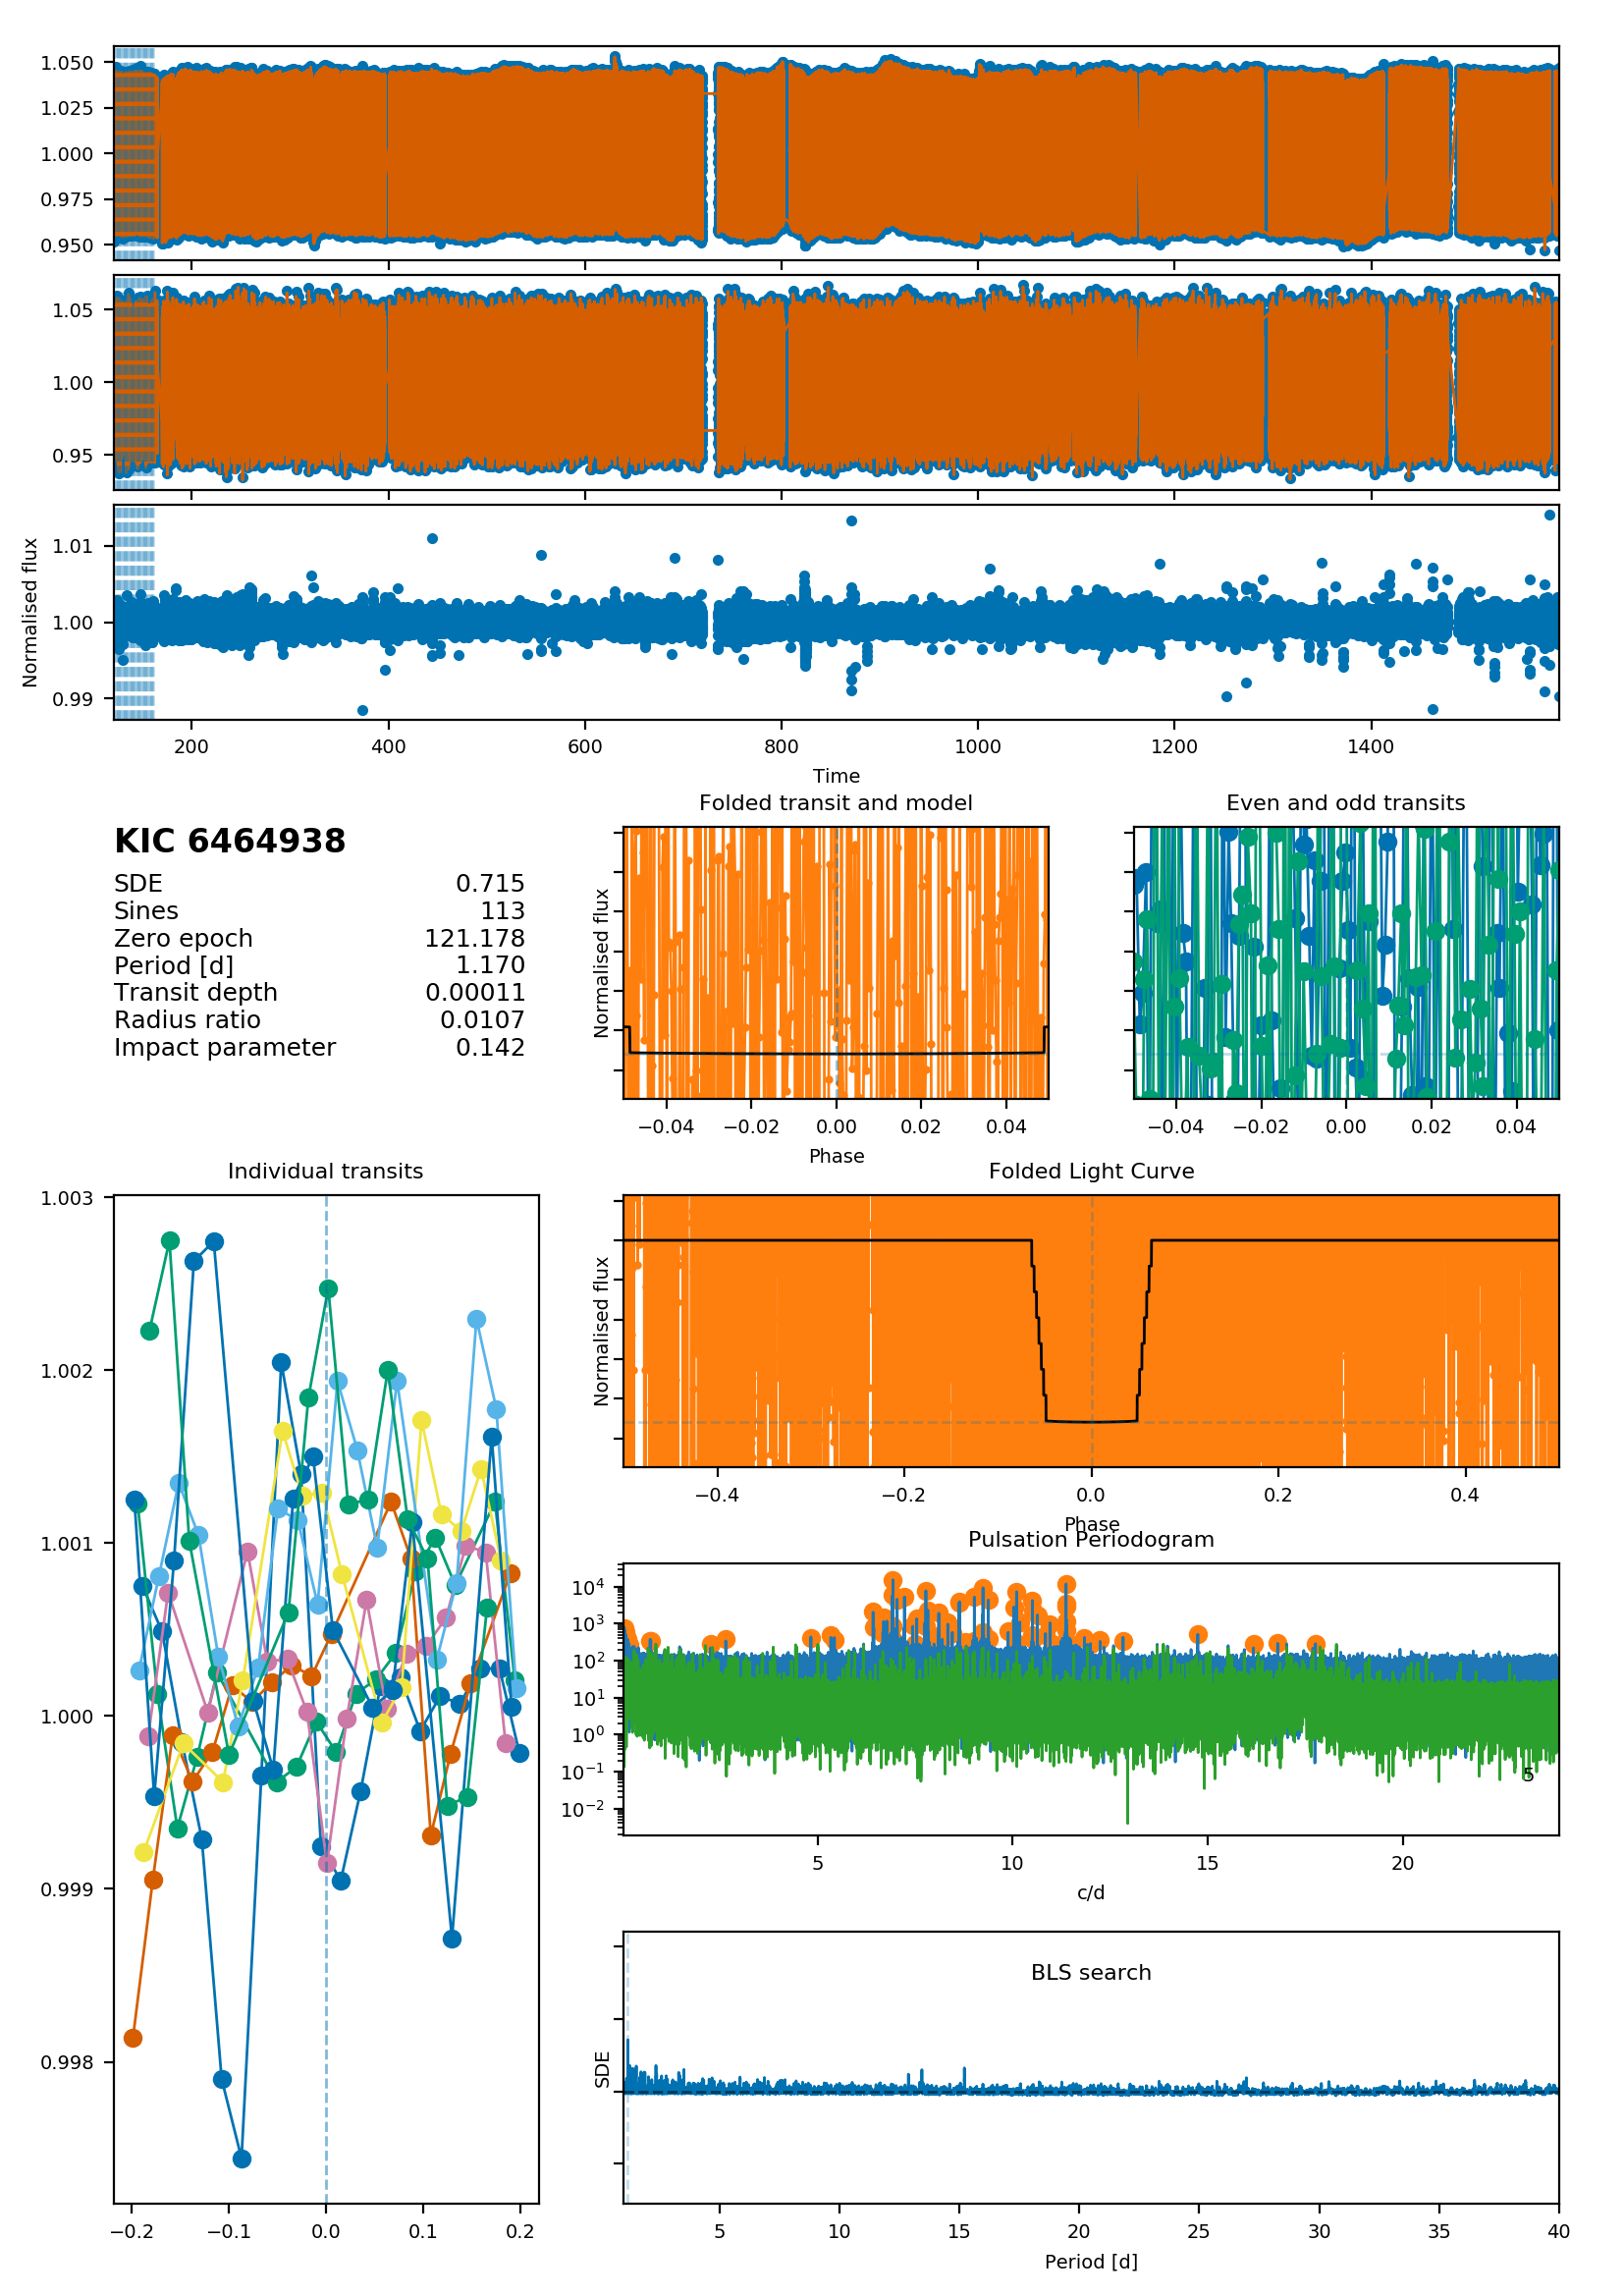 1.050
1.025
1.000
0.975
0.950
1.05
1.00
0.95
Normalised flux
1.01
1.00
0.99
200 400 600 800 1000 1200 1400
Time
KIC 6464938
SDE 0.715
Sines 113
Zero epoch 121.178
Period [d] 1.170
Transit depth 0.00011
Radius ratio 0.0107
Impact parameter 0.142
Folded transit and model
Normalised flux
−0.04 −0.02 0.00 0.02 0.04
Phase
Even and odd transits
−0.04 −0.02 0.00 0.02 0.04
Individual transits
1.003
1.002
1.001
1.000
0.999
0.998
−0.2 −0.1 0.0 0.1 0.2
Folded Light Curve
Normalised flux
−0.4 −0.2 0.0 0.2 0.4
Phase
Pulsation Periodogram
10⁴
10³
10²
10¹
10⁰
10⁻¹
10⁻²
5
5 10 15 20
c/d
BLS search
SDE
5 10 15 20 25 30 35 40
Period [d]